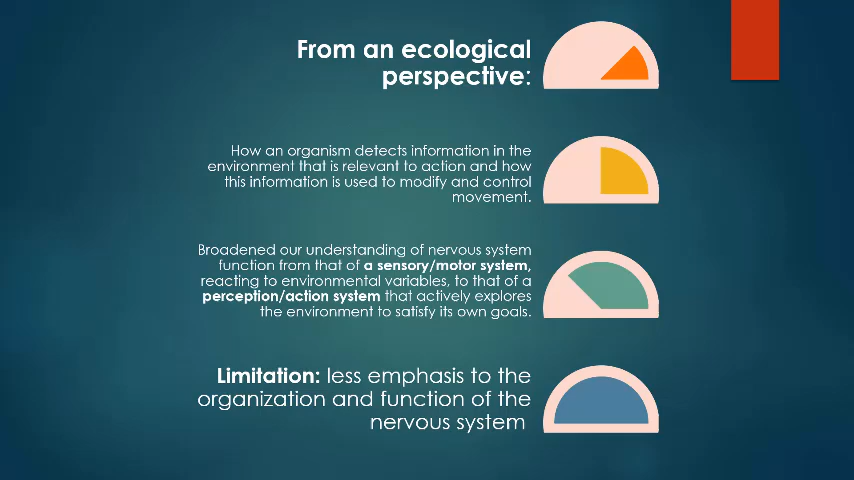 From an ecological
perspective:
How an organism detects information in the
environment that is relevant to action and how
this information is used to modify and control
movement.
Broadened our understanding of nervous system
function from that of a sensory/motor system,
reacting to environmental variables, to that of a
perception/action system that actively explores
the environment to satisfy its own goals.
Limitation: less emphasis to the
organization and function of the
nervous system